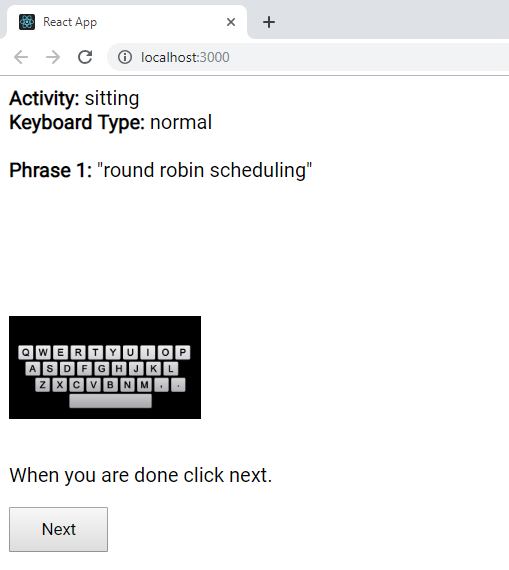 React App
localhost:3000
Activity: sitting
Keyboard Type: normal
Phrase 1: "round robin scheduling"
Q W E R T Y U I O P
A S D F G H J K L
Z X C V B N M , .
When you are done click next.
Next